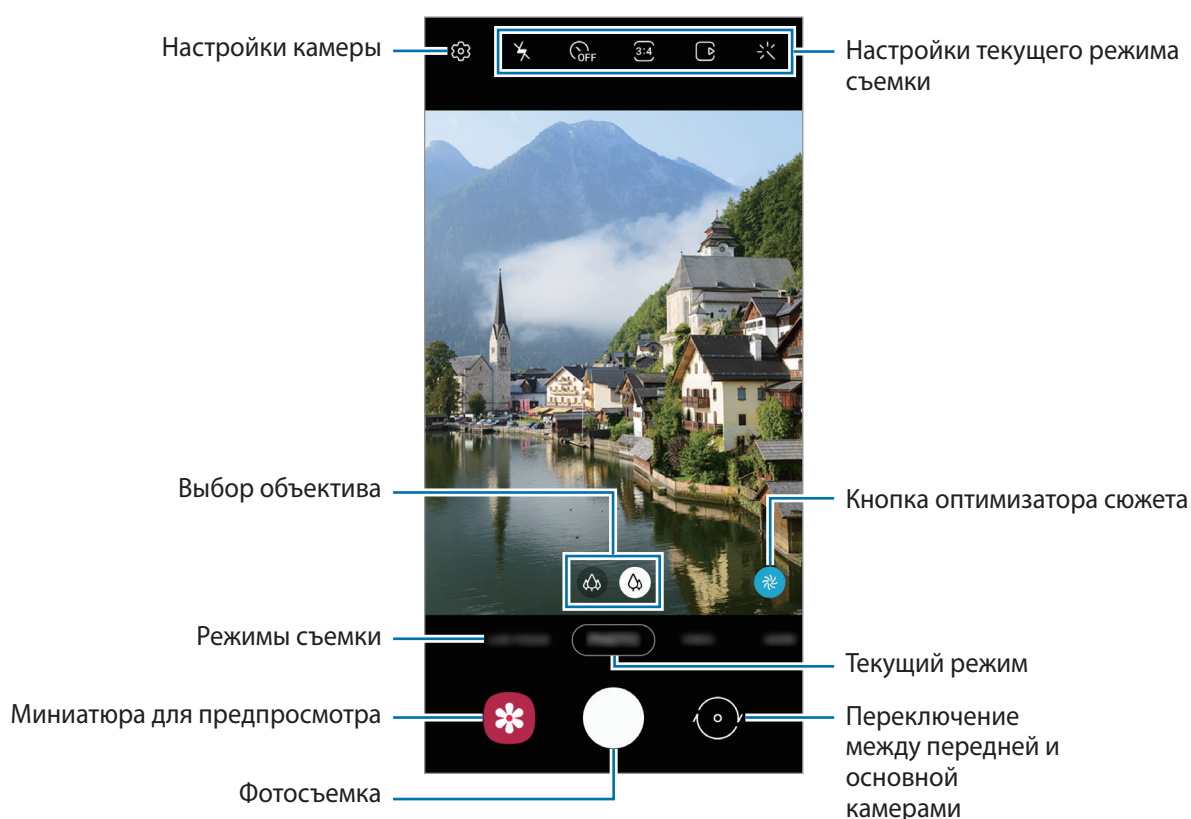 Настройки камеры
OFF
3:4
Настройки текущего режима
съемки
Выбор объектива
Кнопка оптимизатора сюжета
Режимы съемки
Текущий режим
Миниатюра для предпросмотра
Переключение
между передней и
основной
камерами
Фотосъемка